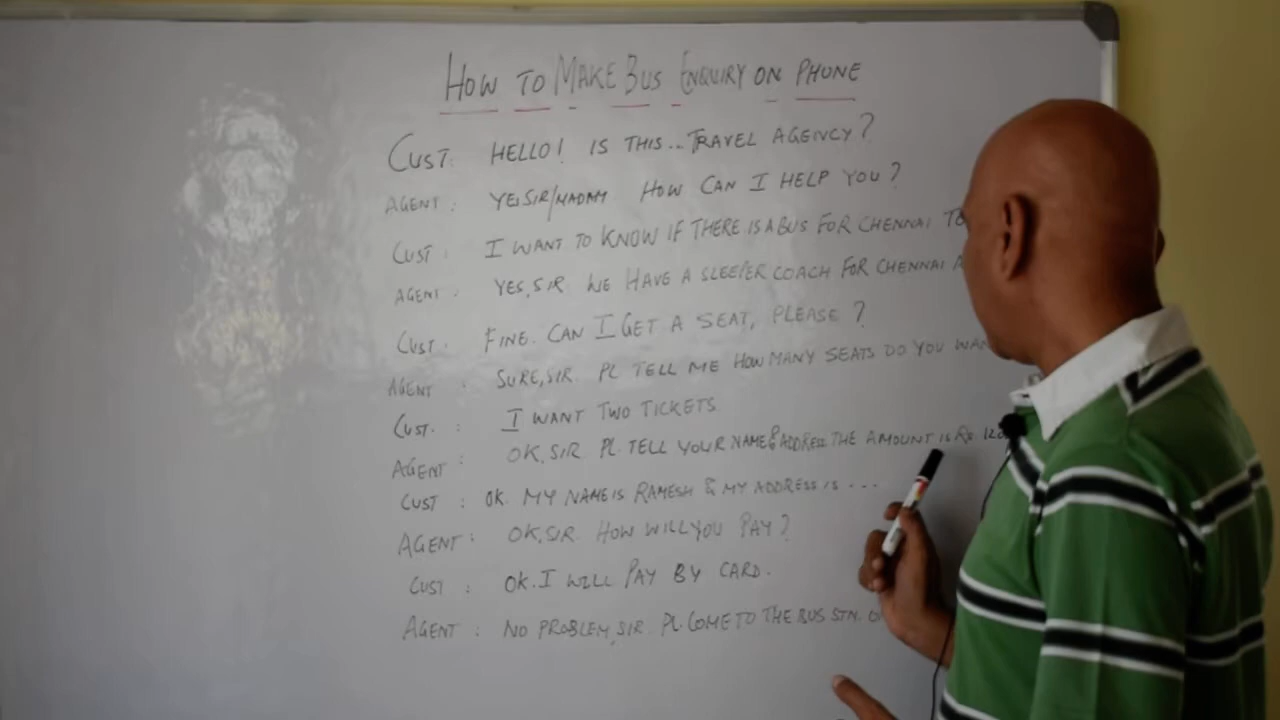 HOW TO MAKE BUS ENQUIRY ON PHONE
CUST: HELLO! IS THIS... TRAVEL AGENCY?
AGENT: YES, SIR/MADAM HOW CAN I HELP YOU?
CUST: I WANT TO KNOW IF THERE IS A BUS FOR CHENNAI
AGENT: YES, SIR. WE HAVE A SLEEPER COACH FOR CHENNAI
CUST: FINE. CAN I GET A SEAT, PLEASE?
AGENT: SURE, SIR. PL TELL ME HOW MANY SEATS DO YOU
CUST.: I WANT TWO TICKETS.
AGENT: OK, SIR. PL. TELL YOUR NAME & ADDRESS. THE AMOUNT IS RS.
CUST: OK. MY NAME IS RAMESH & MY ADDRESS IS ...
AGENT: OK, SIR. HOW WILL YOU PAY?
CUST: OK. I WILL PAY BY CARD.
AGENT: NO PROBLEM, SIR. PL. COME TO THE BUS STN.